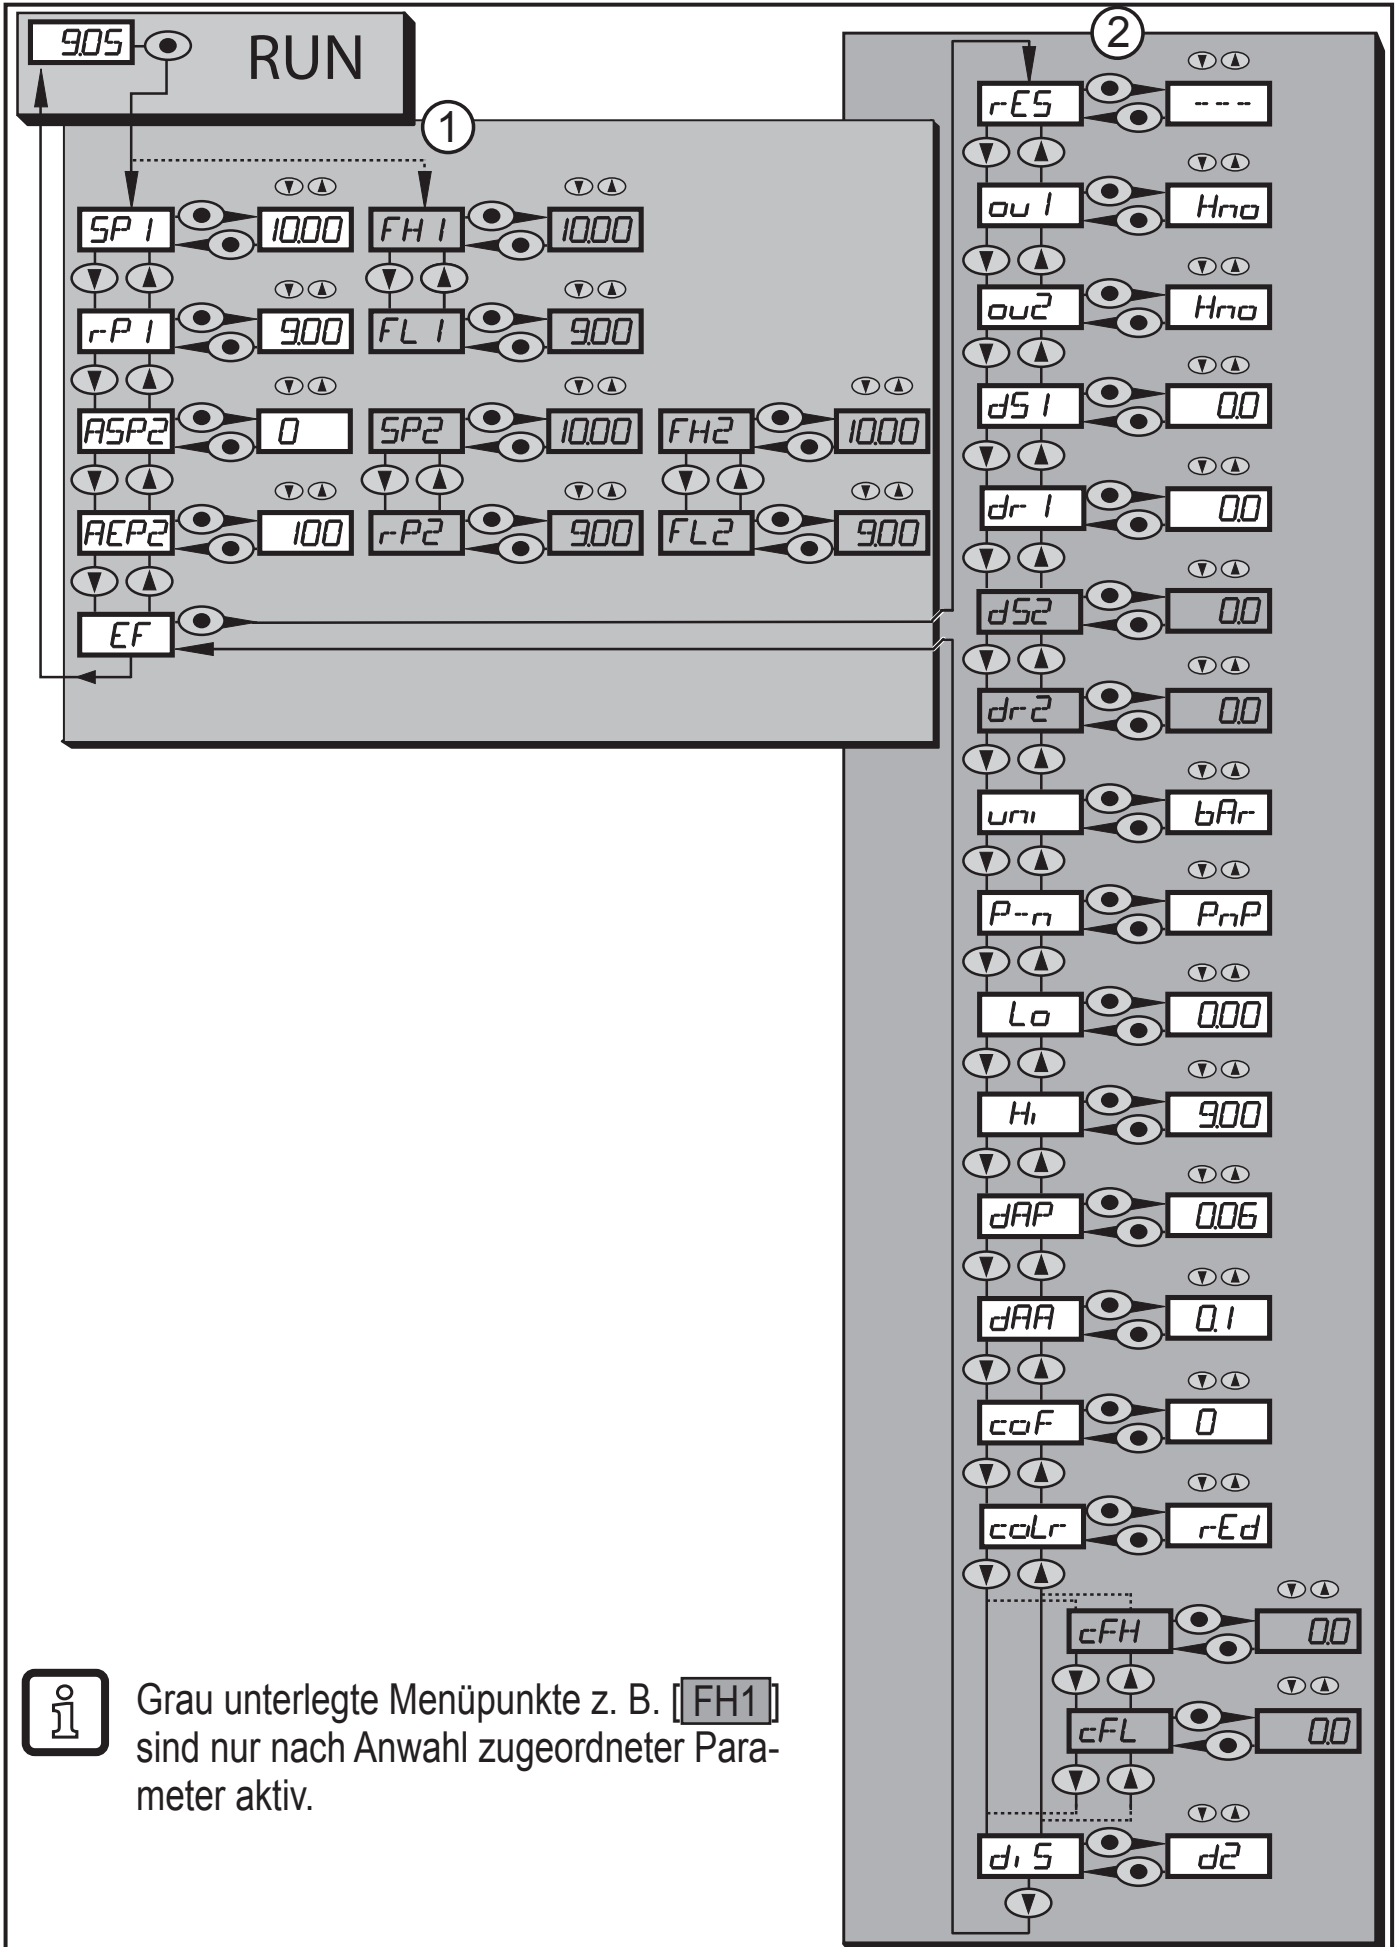 9.05
RUN
1
SP1 10.00 FH1 10.00
rP1 9.00 FL1 9.00
ASP2 0 SP2 10.00 FH2 10.00
AEP2 100 rP2 9.00 FL2 9.00
EF
2
rES ---
ou1 Hno
ou2 Hno
dS1 0.0
dr1 0.0
dS2 0.0
dr2 0.0
uni bAr
P-n PnP
Lo 0.00
Hi 9.00
dAP 0.06
dAA 0.1
coF 0
coLr rEd
cFH 0.0
cFL 0.0
diS d2
Grau unterlegte Menüpunkte z. B. [FH1]
sind nur nach Anwahl zugeordneter Para-
meter aktiv.